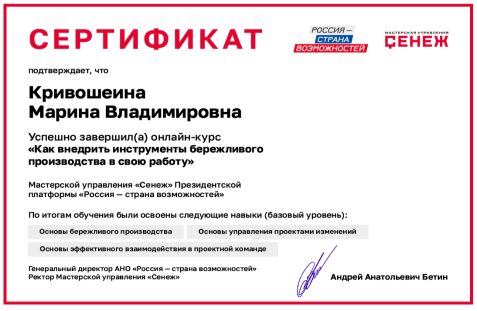 СЕРТИФИКАТ
РОССИЯ –
СТРАНА
ВОЗМОЖНОСТЕЙ
МАСТЕРСКАЯ УПРАВЛЕНИЯ
СЕНЕЖ
подтверждает, что
Кривошеина
Марина Владимировна
Успешно завершил(а) онлайн-курс
«Как внедрить инструменты бережливого
производства в свою работу»
Мастерской управления «Сенеж» Президентской
платформы «Россия – страна возможностей»
По итогам обучения были освоены следующие навыки (базовый уровень):
Основы бережливого производства
Основы управления проектами изменений
Основы эффективного взаимодействия в проектной команде
Генеральный директор АНО «Россия – страна возможностей»
Ректор Мастерской управления «Сенеж»
Андрей Анатольевич Бетин